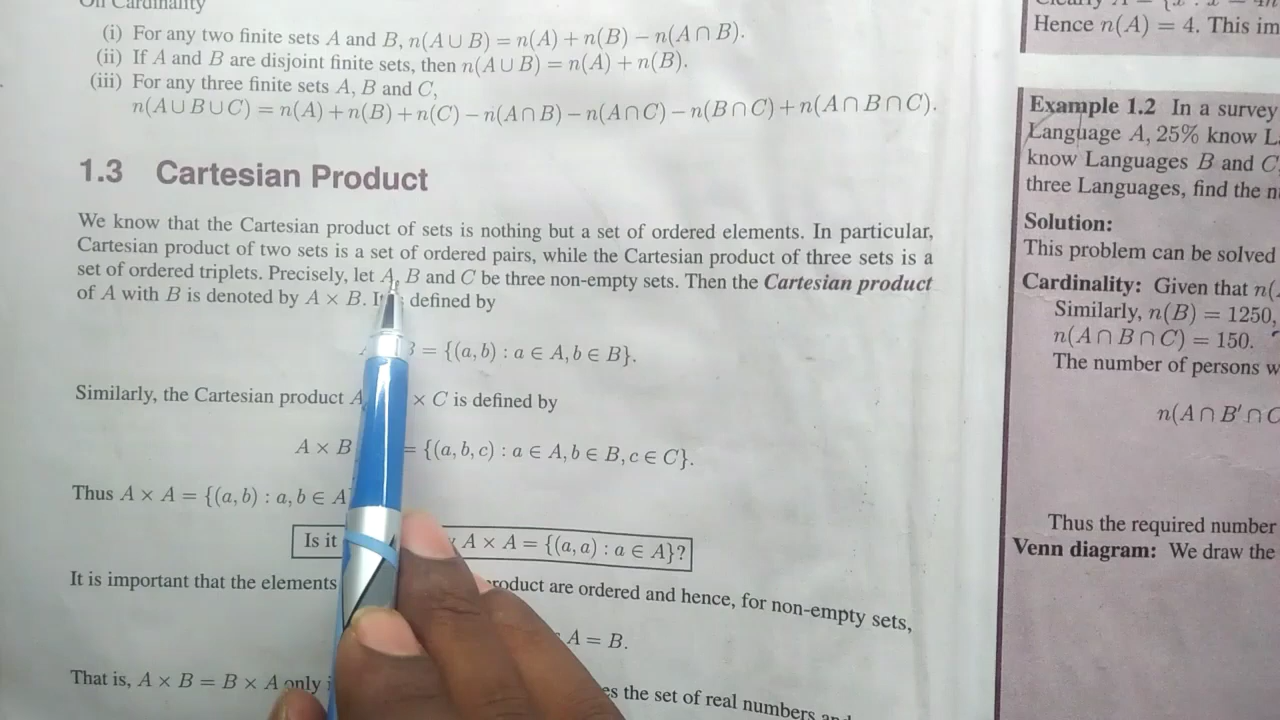 On Cardinality
(i) For any two finite sets A and B, n(A ∪ B) = n(A) + n(B) − n(A ∩ B).
(ii) If A and B are disjoint finite sets, then n(A ∪ B) = n(A) + n(B).
(iii) For any three finite sets A, B and C,
n(A ∪ B ∪ C) = n(A) + n(B) + n(C) − n(A ∩ B) − n(A ∩ C) − n(B ∩ C) + n(A ∩ B ∩ C).
1.3 Cartesian Product
We know that the Cartesian product of sets is nothing but a set of ordered elements. In particular,
Cartesian product of two sets is a set of ordered pairs, while the Cartesian product of three sets is a
set of ordered triplets. Precisely, let A, B and C be three non-empty sets. Then the Cartesian product
of A with B is denoted by A × B. defined by
= {(a, b) : a ∈ A, b ∈ B}.
Similarly, the Cartesian product A × C is defined by
A × B = {(a, b, c) : a ∈ A, b ∈ B, c ∈ C}.
Thus A × A = {(a, b) : a, b ∈ A
Is it A × A = {(a, a) : a ∈ A}?
It is important that the elements product are ordered and hence, for non-empty sets,
A = B.
That is, A × B = B × A only the set of real numbers and
Hence n(A) = 4. This im
Example 1.2 In a survey
Language A, 25% know L
know Languages B and C
three Languages, find the n
Solution:
This problem can be solved
Cardinality: Given that n(
Similarly, n(B) = 1250,
n(A ∩ B ∩ C) = 150.
The number of persons w
n(A ∩ B′ ∩ C
Thus the required number
Venn diagram: We draw the